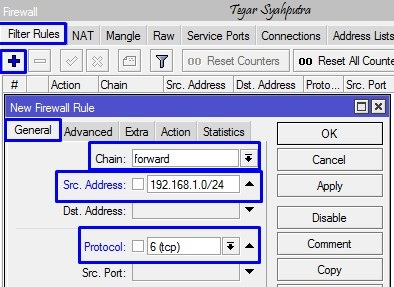 Firewall
Tegar Syahputra
Filter Rules NAT Mangle Raw Service Ports Connections Address Lists
00 Reset Counters 00 Reset All Counte
# Action Chain Src. Address Dst. Address Proto... Src. Port
New Firewall Rule
General Advanced Extra Action Statistics
OK
Chain: forward
Cancel
Src. Address: 192.168.1.0/24
Apply
Dst. Address:
Disable
Protocol: 6 (tcp)
Comment
Src. Port:
Copy